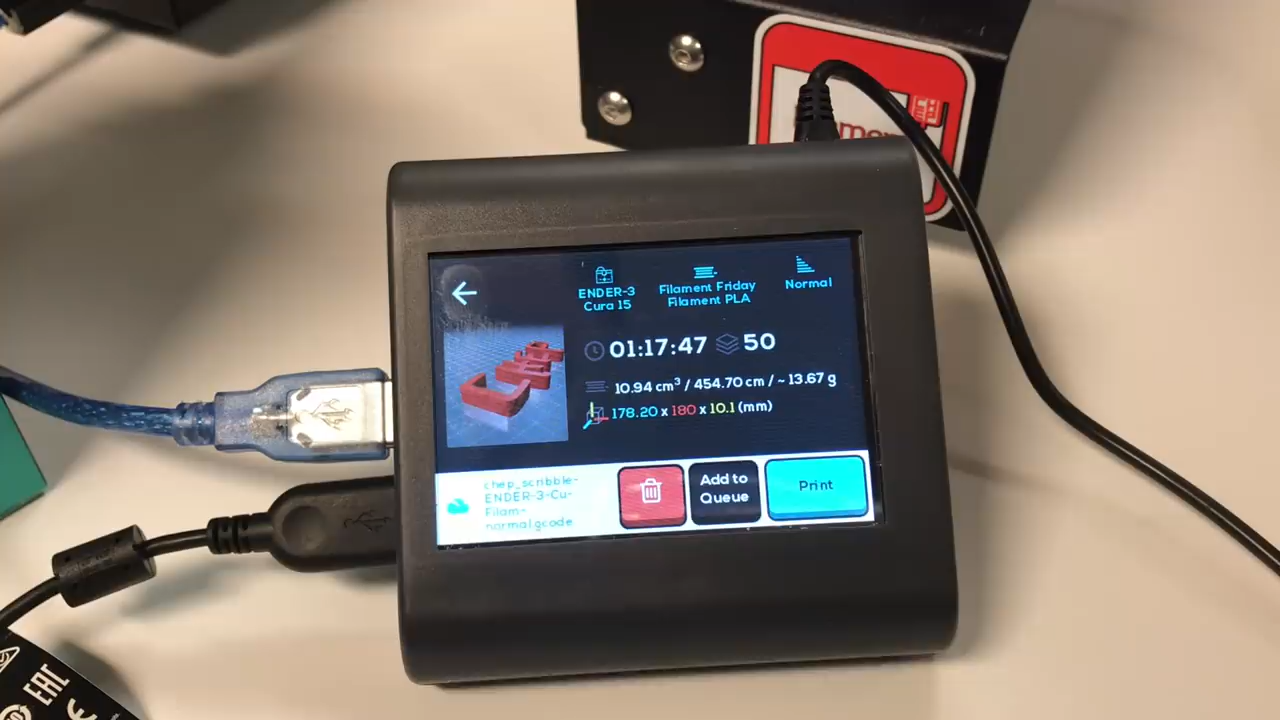 ENDER-3
Cura 15
Filament Friday
Filament PLA
Normal
01:17:47 50
10.94 cm³ / 454.70 cm / ~ 13.67 g
178.20 x 180 x 10.1 (mm)
chep_scribble-
ENDER-3-Cu-
Filam-
normal.gcode
Add to
Queue
Print
EAC
CE